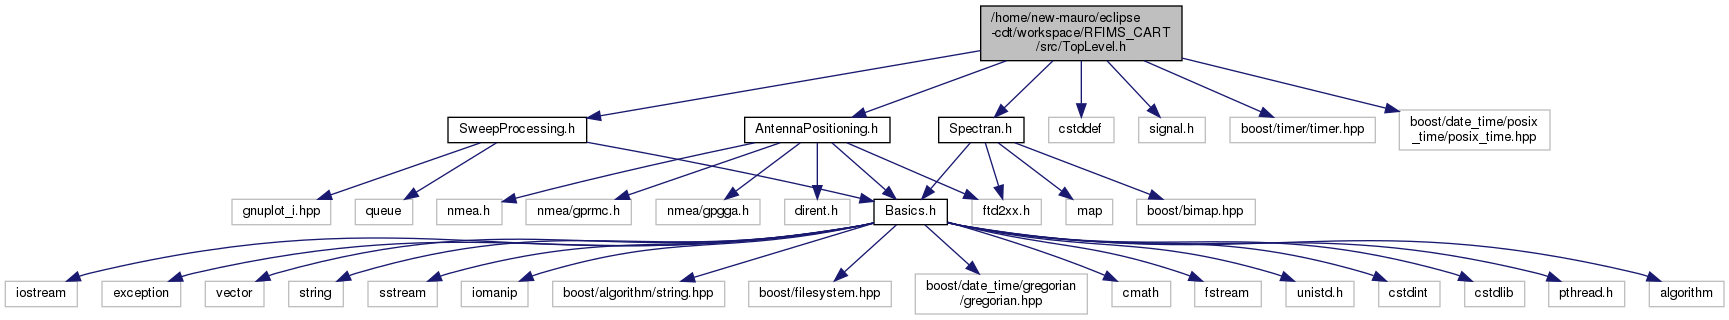 /home/new-mauro/eclipse
-cdt/workspace/RFIMS_CART
/src/TopLevel.h
SweepProcessing.h
AntennaPositioning.h
Spectran.h
cstddef
signal.h
boost/timer/timer.hpp
boost/date_time/posix
_time/posix_time.hpp
gnuplot_i.hpp
queue
nmea.h
nmea/gprmc.h
nmea/gpgga.h
dirent.h
Basics.h
ftd2xx.h
map
boost/bimap.hpp
iostream
exception
vector
string
sstream
iomanip
boost/algorithm/string.hpp
boost/filesystem.hpp
boost/date_time/gregorian
/gregorian.hpp
cmath
fstream
unistd.h
cstdint
cstdlib
pthread.h
algorithm